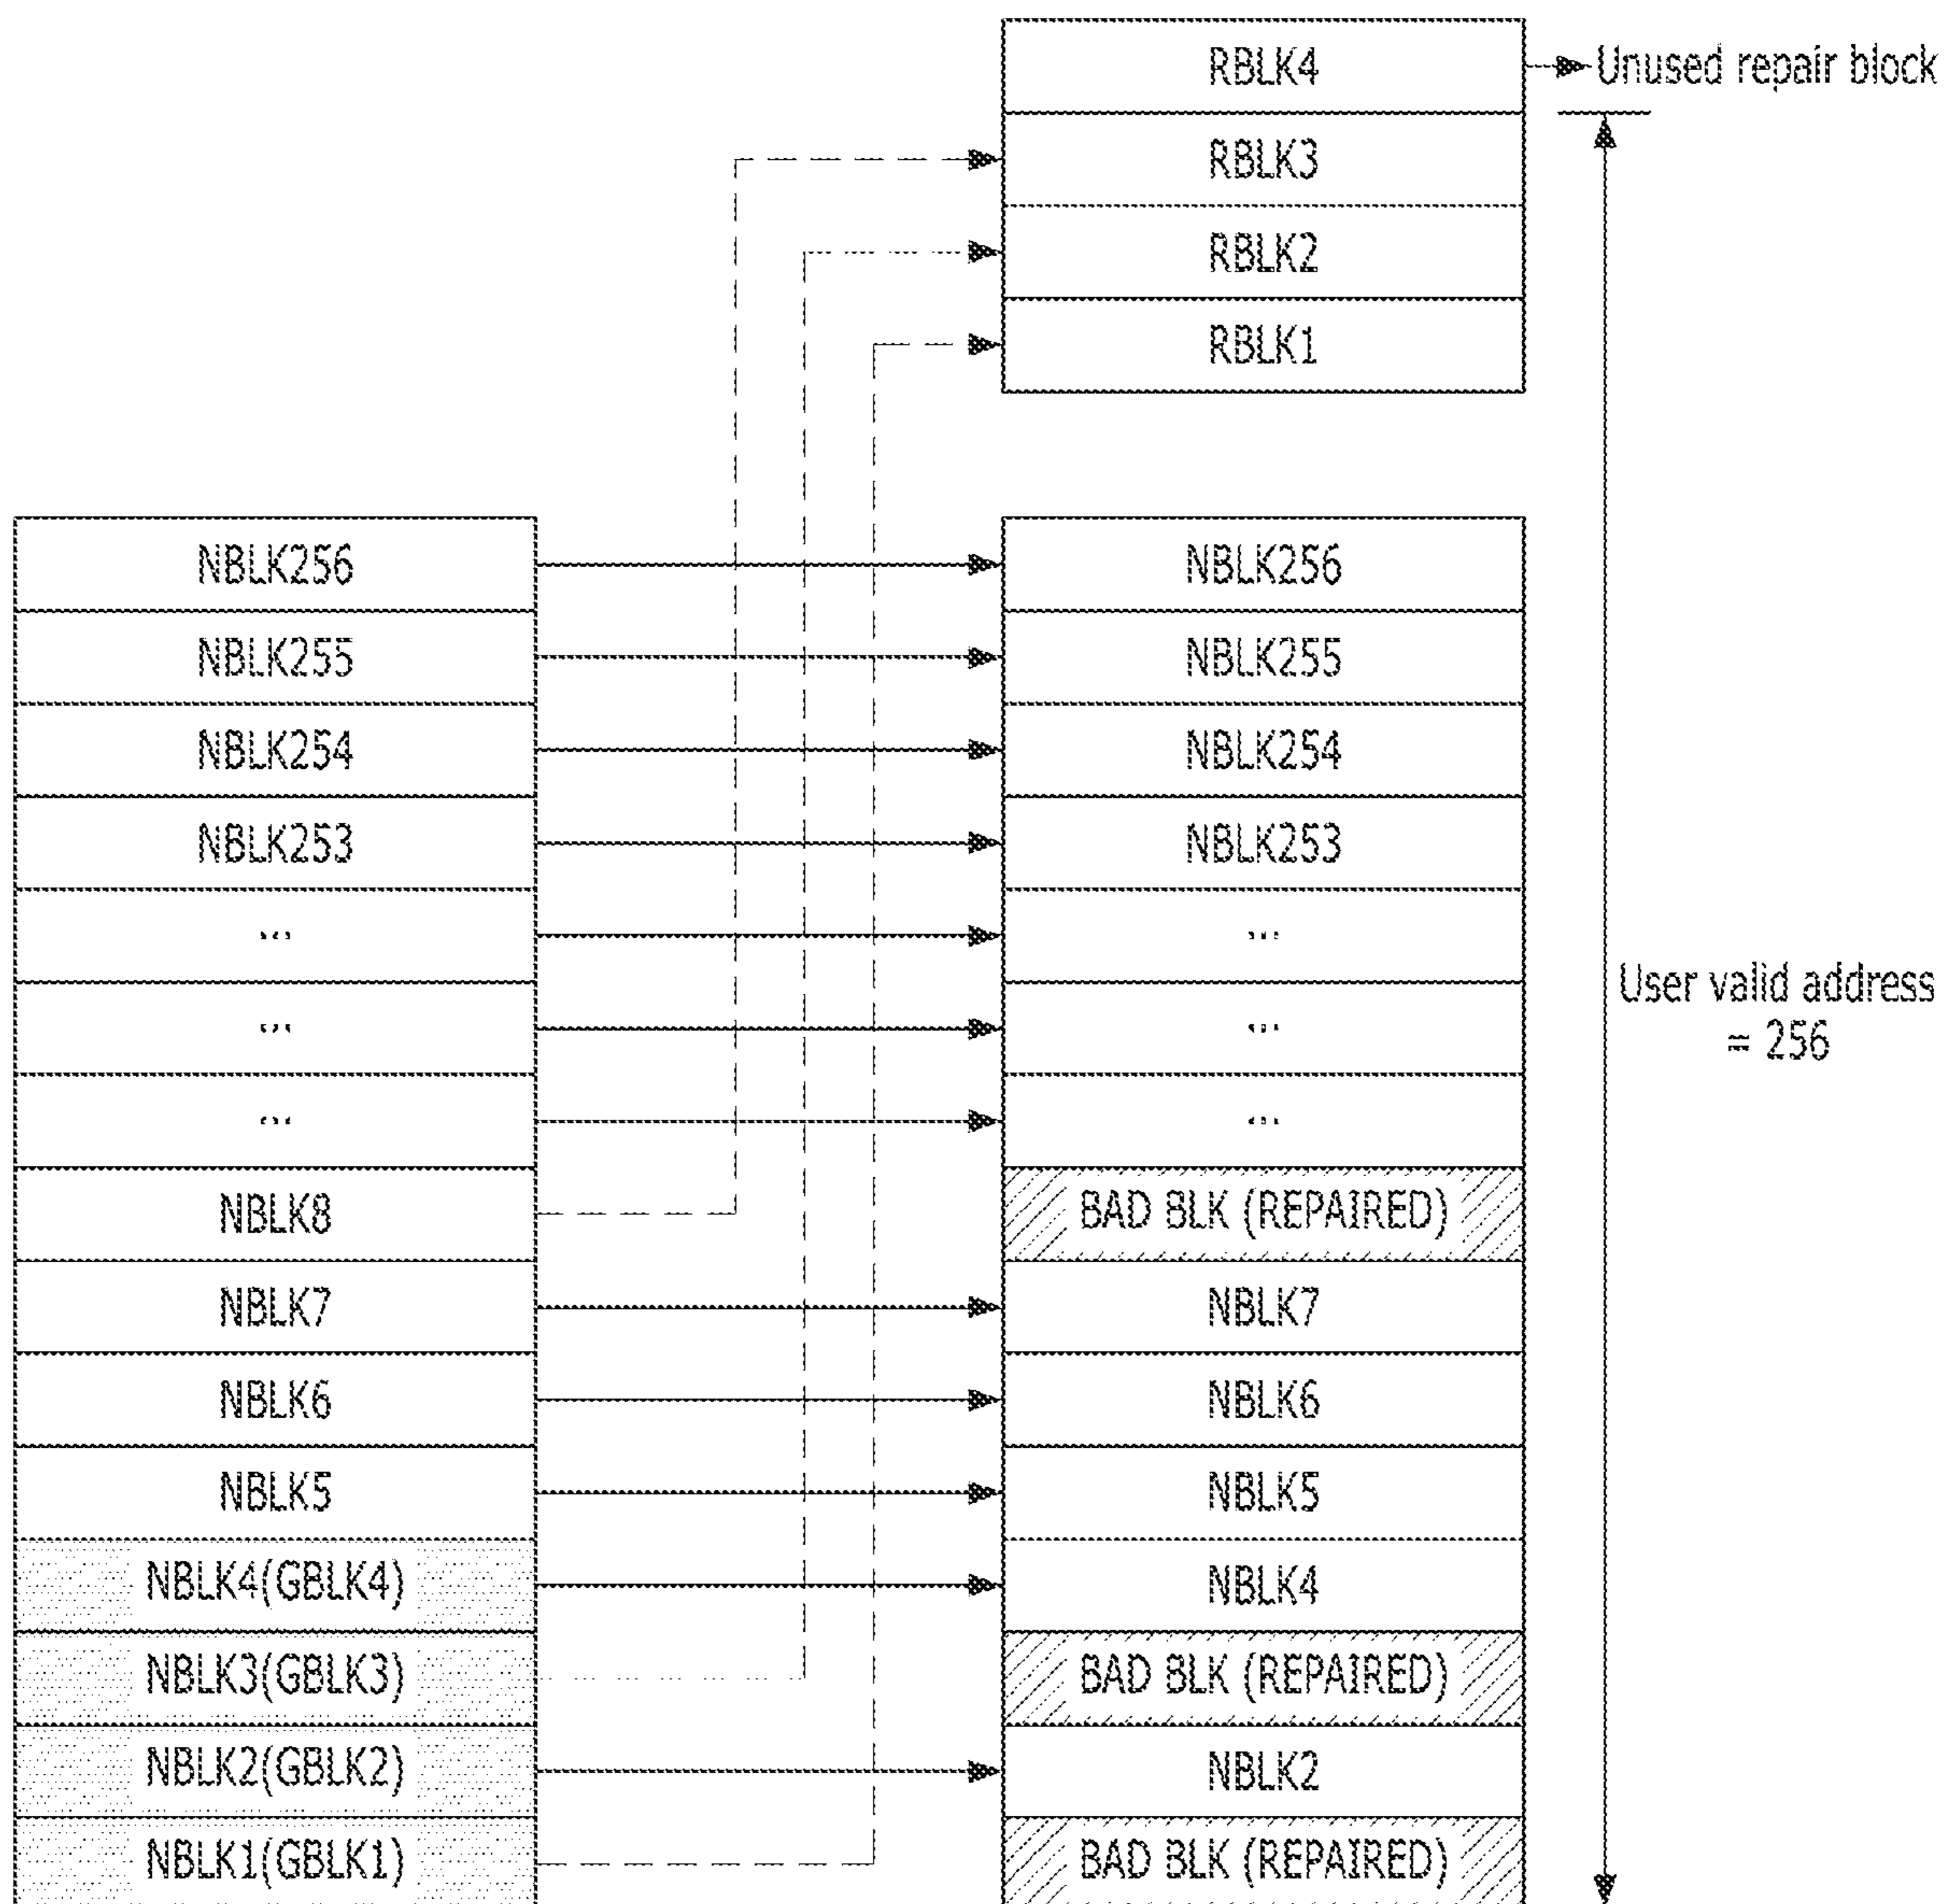 RBLK4
Unused repair block
RBLK3
RBLK2
RBLK1
NBLK256
NBLK256
NBLK255
NBLK255
NBLK254
NBLK254
NBLK253
NBLK253
...
...
...
...
User valid address
= 256
...
...
NBLK8
BAD BLK (REPAIRED)
NBLK7
NBLK7
NBLK6
NBLK6
NBLK5
NBLK5
NBLK4(GBLK4)
NBLK4
NBLK3(GBLK3)
BAD BLK (REPAIRED)
NBLK2(GBLK2)
NBLK2
NBLK1(GBLK1)
BAD BLK (REPAIRED)